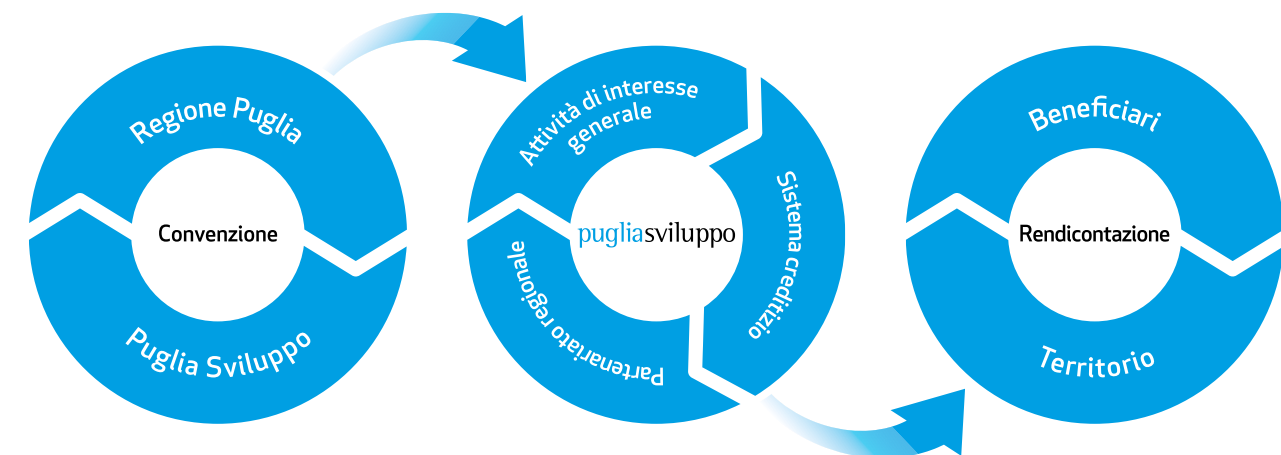 Regione Puglia
Convenzione
Puglia Sviluppo
Attività di interesse
generale
pugliasviluppo
Sistema creditizio
Partenariato regionale
Beneficiari
Rendicontazione
Territorio